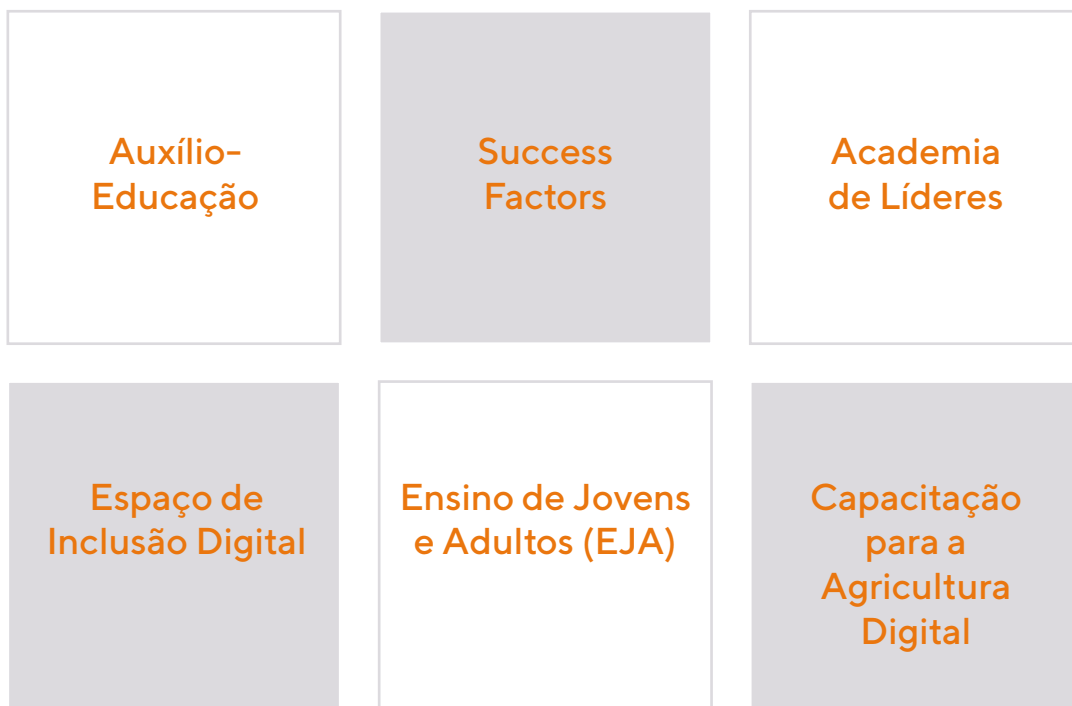 Auxílio-
Educação
Success
Factors
Academia
de Líderes
Espaço de
Inclusão Digital
Ensino de Jovens
e Adultos (EJA)
Capacitação
para a
Agricultura
Digital